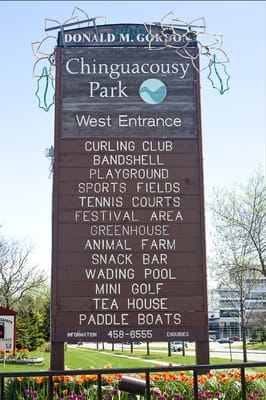 DONALD M. GORDON
Chinguacousy
Park
West Entrance
CURLING CLUB
BANDSHELL
PLAYGROUND
SPORTS FIELDS
TENNIS COURTS
FESTIVAL AREA
GREENHOUSE
ANIMAL FARM
SNACK BAR
WADING POOL
MINI GOLF
TEA HOUSE
PADDLE BOATS
INFORMATION 458-6555 ENQUIRIES